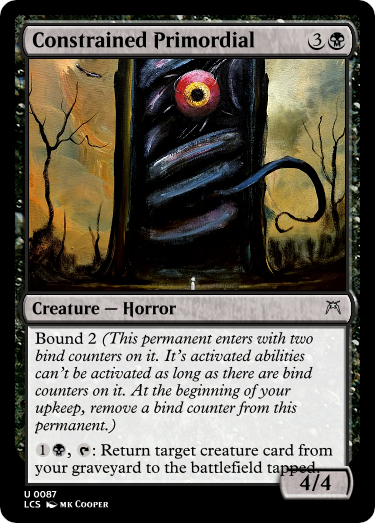 Constrained Primordial 3
Creature — Horror
Bound 2 (This permanent enters with two
bind counters on it. It's activated abilities
can't be activated as long as there are bind
counters on it. At the beginning of your
upkeep, remove a bind counter from this
permanent.)
1 , : Return target creature card from
your graveyard to the battlefield tapped.
4/4
U 0087
LCS MK COOPER